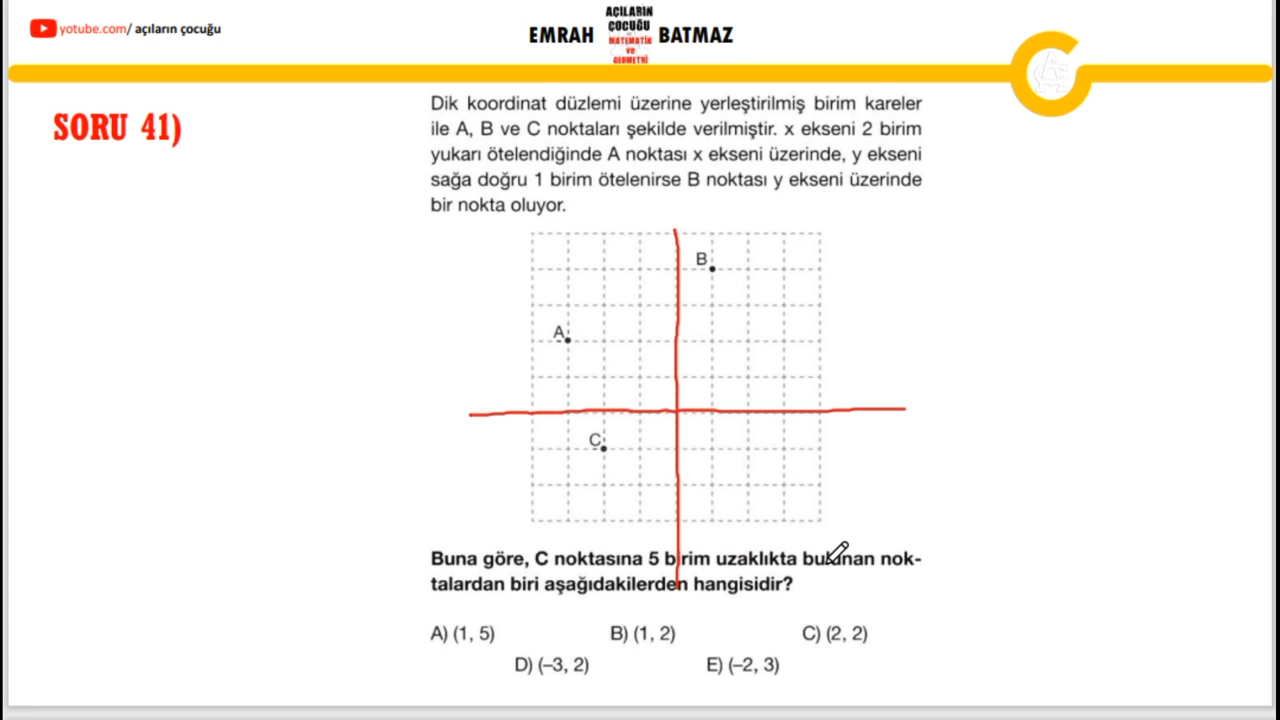 yotube.com/ açıların çocuğu
EMRAH
AÇILARIN
ÇOCUĞU
MATEMATİK
ve
GEOMETRİ
BATMAZ
SORU 41)
Dik koordinat düzlemi üzerine yerleştirilmiş birim kareler
ile A, B ve C noktaları şekilde verilmiştir. x ekseni 2 birim
yukarı ötelendiğinde A noktası x ekseni üzerinde, y ekseni
sağa doğru 1 birim ötelenirse B noktası y ekseni üzerinde
bir nokta oluyor.
B
A
C
Buna göre, C noktasına 5 birim uzaklıkta bulunan nok-
talardan biri aşağıdakilerden hangisidir?
A) (1, 5) B) (1, 2) C) (2, 2)
D) (–3, 2) E) (–2, 3)